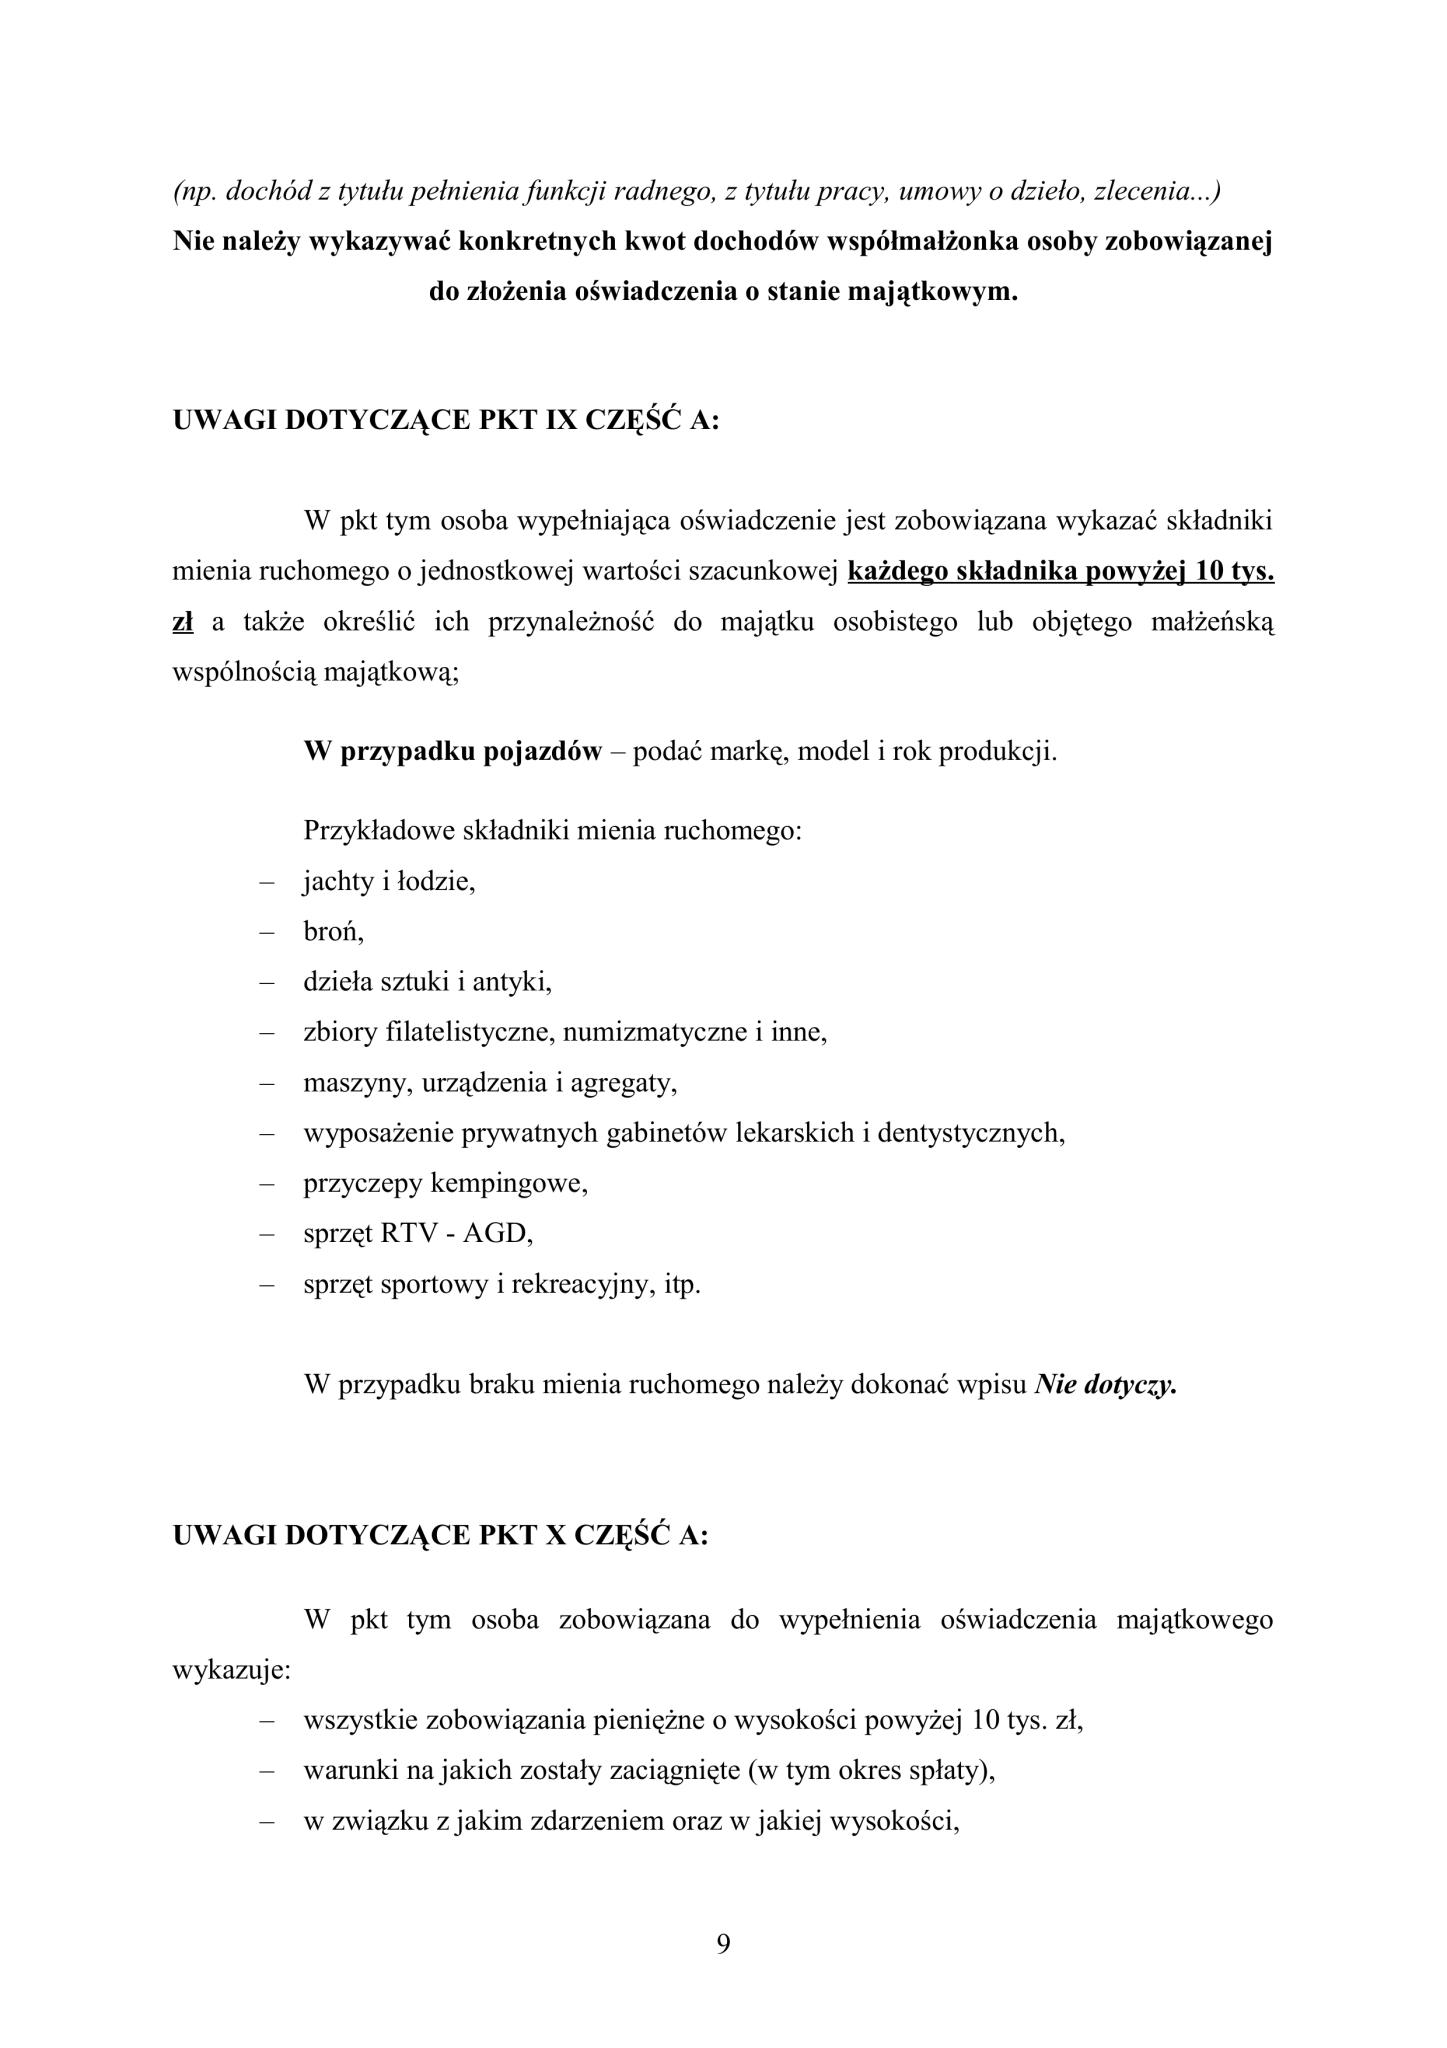 (np. dochód z tytułu pełnienia funkcji radnego, z tytułu pracy, umowy o dzieło, zlecenia...)
Nie należy wykazywać konkretnych kwot dochodów współmałżonka osoby zobowiązanej
do złożenia oświadczenia o stanie majątkowym.
UWAGI DOTYCZĄCE PKT IX CZĘŚĆ A:
W pkt tym osoba wypełniająca oświadczenie jest zobowiązana wykazać składniki
mienia ruchomego o jednostkowej wartości szacunkowej każdego składnika powyżej 10 tys.
zł a także określić ich przynależność do majątku osobistego lub objętego małżeńską
wspólnością majątkową;
W przypadku pojazdów – podać markę, model i rok produkcji.
Przykładowe składniki mienia ruchomego:
– jachty i łodzie,
– broń,
– dzieła sztuki i antyki,
– zbiory filatelistyczne, numizmatyczne i inne,
– maszyny, urządzenia i agregaty,
– wyposażenie prywatnych gabinetów lekarskich i dentystycznych,
– przyczepy kempingowe,
– sprzęt RTV - AGD,
– sprzęt sportowy i rekreacyjny, itp.
W przypadku braku mienia ruchomego należy dokonać wpisu Nie dotyczy.
UWAGI DOTYCZĄCE PKT X CZĘŚĆ A:
W pkt tym osoba zobowiązana do wypełnienia oświadczenia majątkowego
wykazuje:
– wszystkie zobowiązania pieniężne o wysokości powyżej 10 tys. zł,
– warunki na jakich zostały zaciągnięte (w tym okres spłaty),
– w związku z jakim zdarzeniem oraz w jakiej wysokości,
9